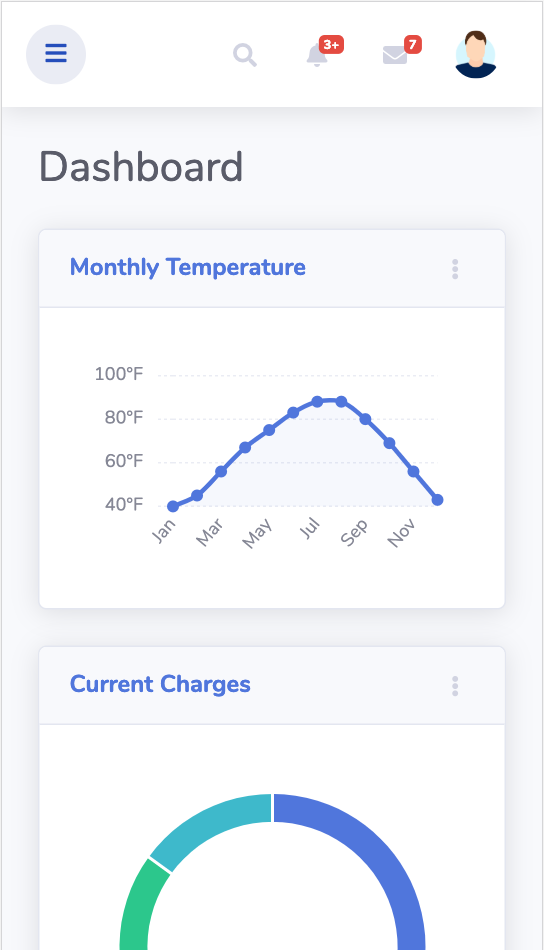 3+
7
Dashboard
Monthly Temperature
100°F
80°F
60°F
40°F
Jan
Mar
May
Jul
Sep
Nov
Current Charges